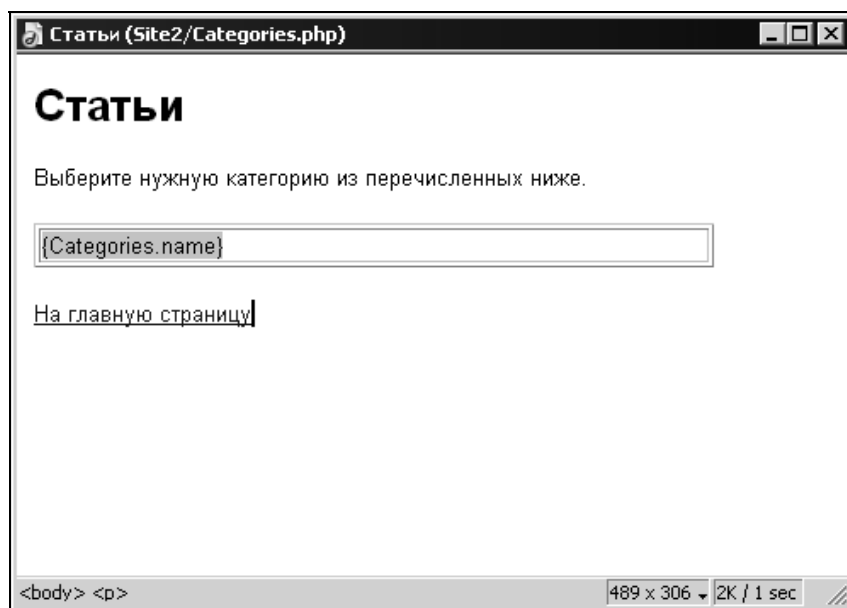 Статьи (Site2/Categories.php)
Статьи
Выберите нужную категорию из перечисленных ниже.
{Categories.name}
На главную страницу
<body> <p>
489 x 306
2K / 1 sec